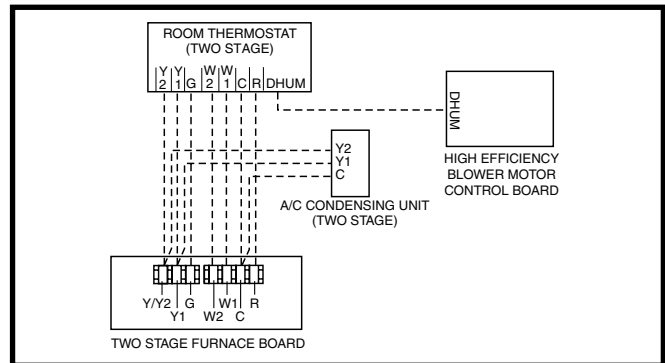 ROOM THERMOSTAT
(TWO STAGE)
Y2 Y1 G W2 W1 C R DHUM
DHUM
HIGH EFFICIENCY
BLOWER MOTOR
CONTROL BOARD
Y2
Y1
C
A/C CONDENSING UNIT
(TWO STAGE)
Y/Y2 G W1 R
Y1 W2 C
TWO STAGE FURNACE BOARD